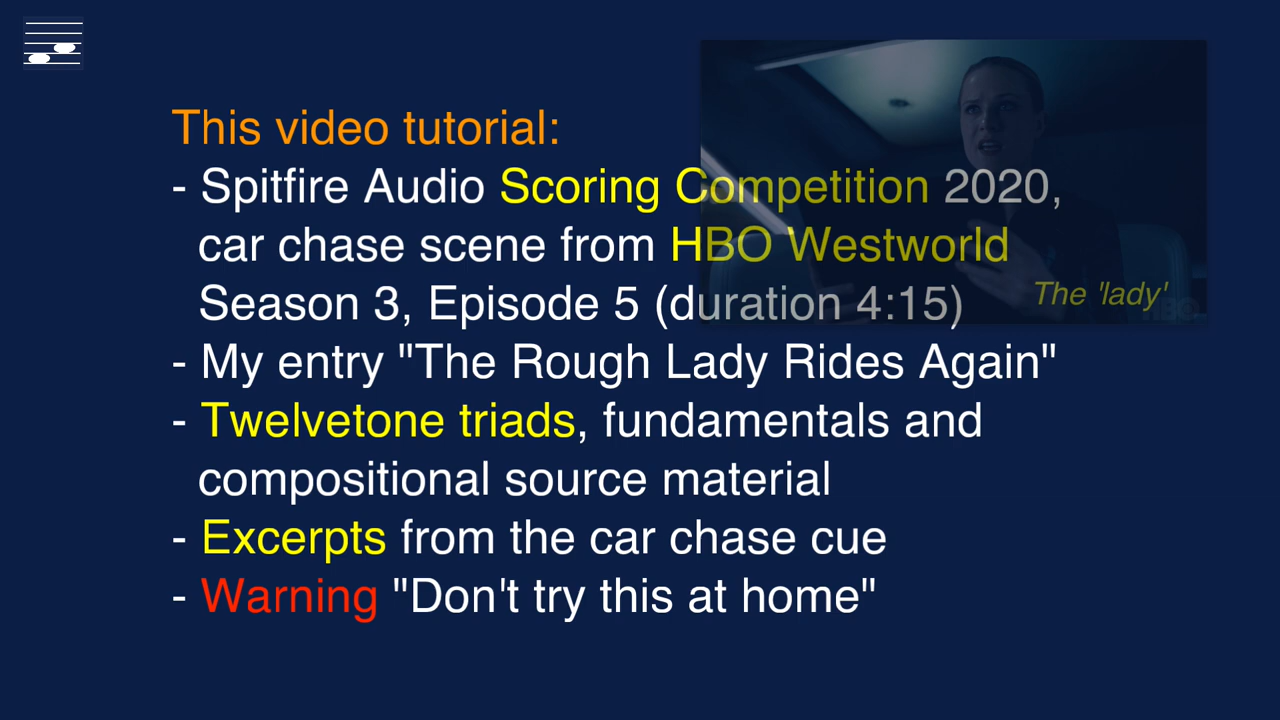 This video tutorial:
- Spitfire Audio Scoring Competition 2020,
car chase scene from HBO Westworld
Season 3, Episode 5 (duration 4:15)
The 'lady'
- My entry "The Rough Lady Rides Again"
- Twelvetone triads, fundamentals and
compositional source material
- Excerpts from the car chase cue
- Warning "Don't try this at home"
HBO